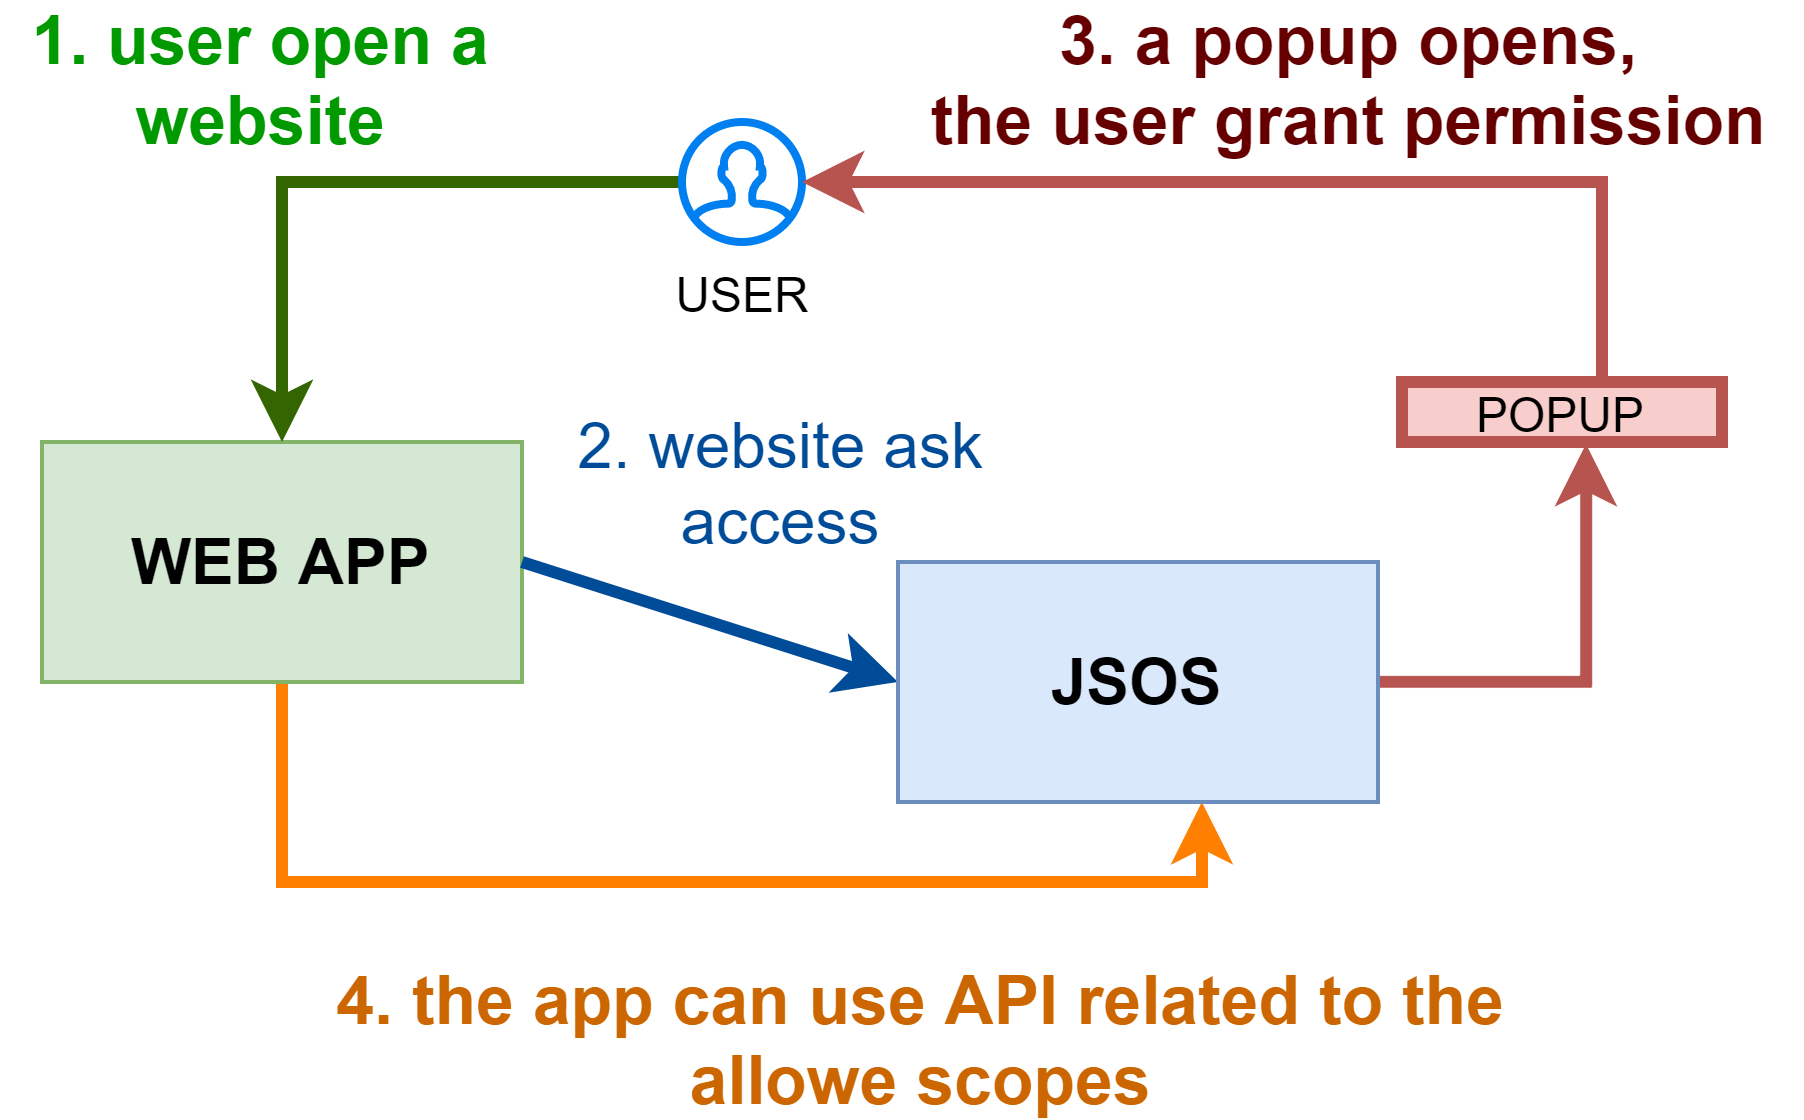 1. user open a
website
3. a popup opens,
the user grant permission
USER
POPUP
2. website ask
access
WEB APP
JSOS
4. the app can use API related to the
allowe scopes